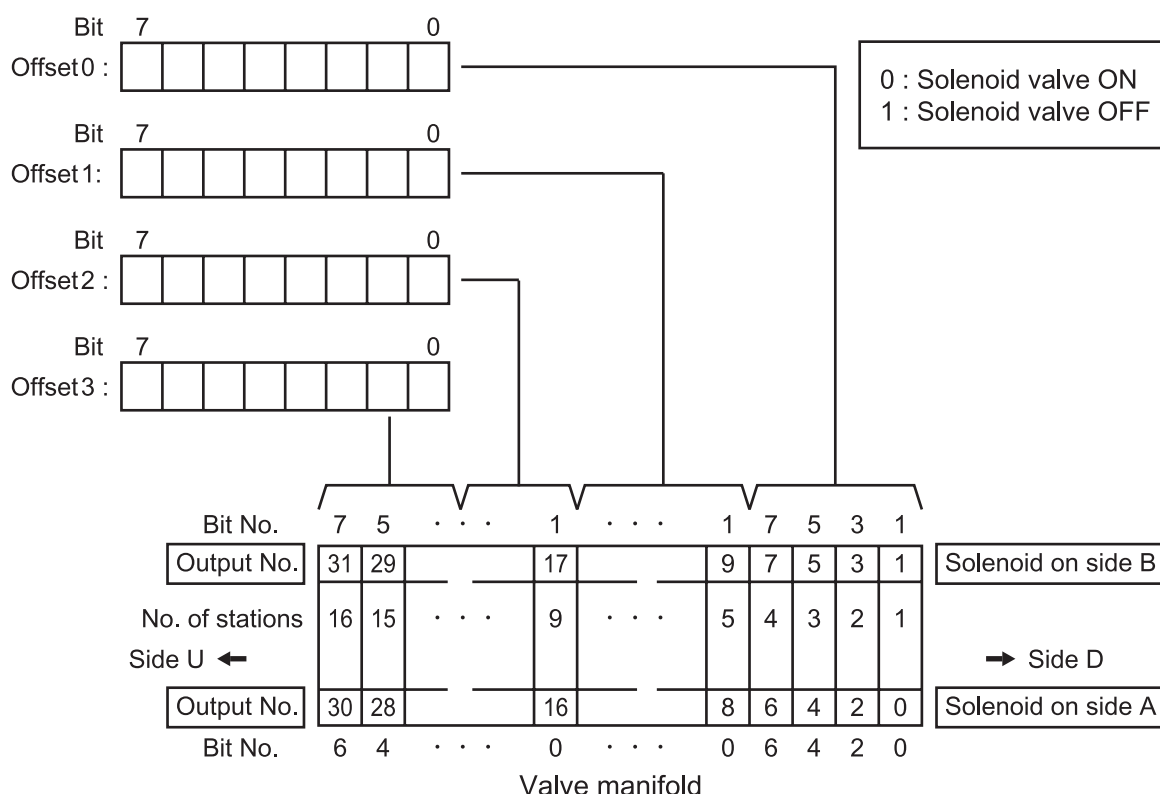 Bit 7 0
Offset0 :
0 : Solenoid valve ON
1 : Solenoid valve OFF
Bit 7 0
Offset1:
Bit 7 0
Offset2 :
Bit 7 0
Offset3 :
Bit No. 7 5 · · · 1 · · · 1 7 5 3 1
Output No. 31 29 17 9 7 5 3 1 Solenoid on side B
No. of stations 16 15 · · · 9 · · · 5 4 3 2 1
Side U ← → Side D
Output No. 30 28 16 8 6 4 2 0 Solenoid on side A
Bit No. 6 4 · · · 0 · · · 0 6 4 2 0
Valve manifold